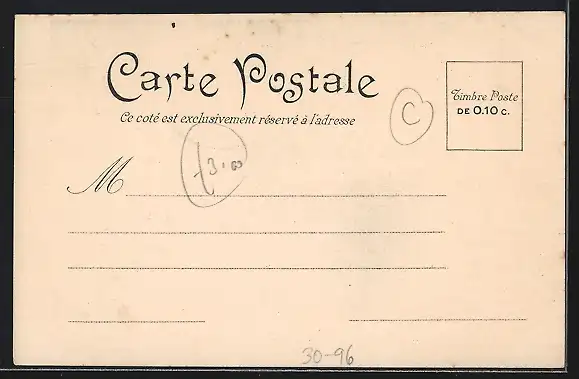 Carte Postale
Ce coté est exclusivement réservé à l'adresse
Timbre Poste
DE 0.10 c.
C
M
30-96